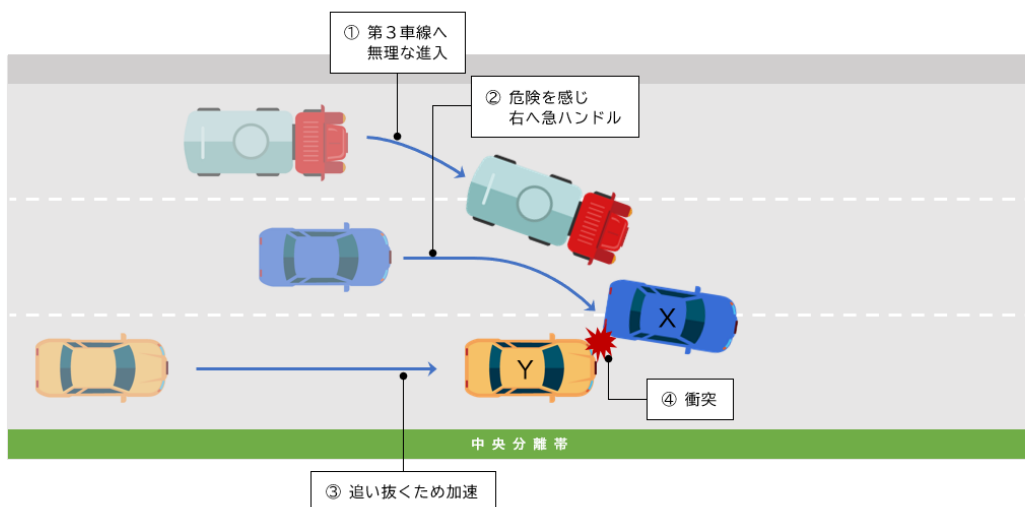 ① 第３車線へ
無理な進入
② 危険を感じ
右へ急ハンドル
X
Y
④ 衝突
中央分離帯
③ 追い抜くため加速